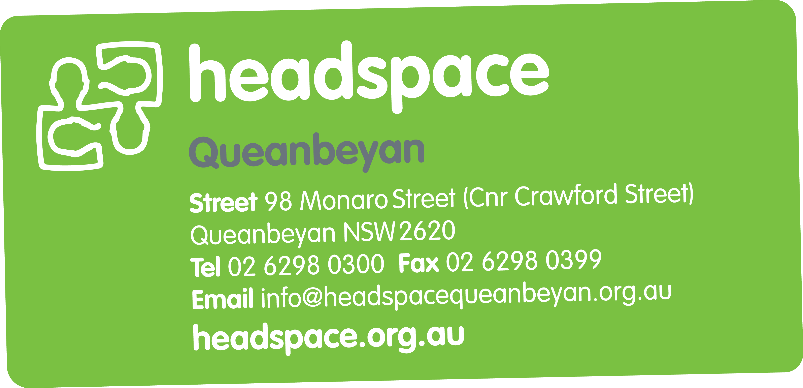 headspace
Queanbeyan
Street 98 Monaro Street (Cnr Crawford Street)
Queanbeyan NSW 2620
Tel 02 6298 0300 Fax 02 6298 0399
Email info@headspacequeanbeyan.org.au
headspace.org.au